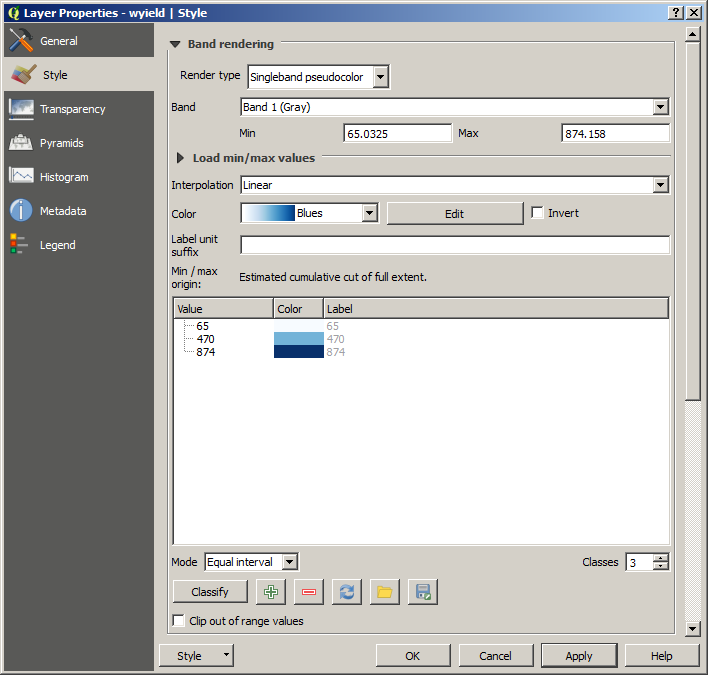 Layer Properties - wyield | Style
General
Style
Transparency
Pyramids
Histogram
Metadata
Legend
Band rendering
Render type Singleband pseudocolor
Band Band 1 (Gray)
Min 65.0325 Max 874.158
Load min/max values
Interpolation Linear
Color Blues Edit Invert
Label unit
suffix
Min / max
origin: Estimated cumulative cut of full extent.
Value Color Label
65 65
470 470
874 874
Mode Equal interval Classes 3
Classify
Clip out of range values
Style OK Cancel Apply Help